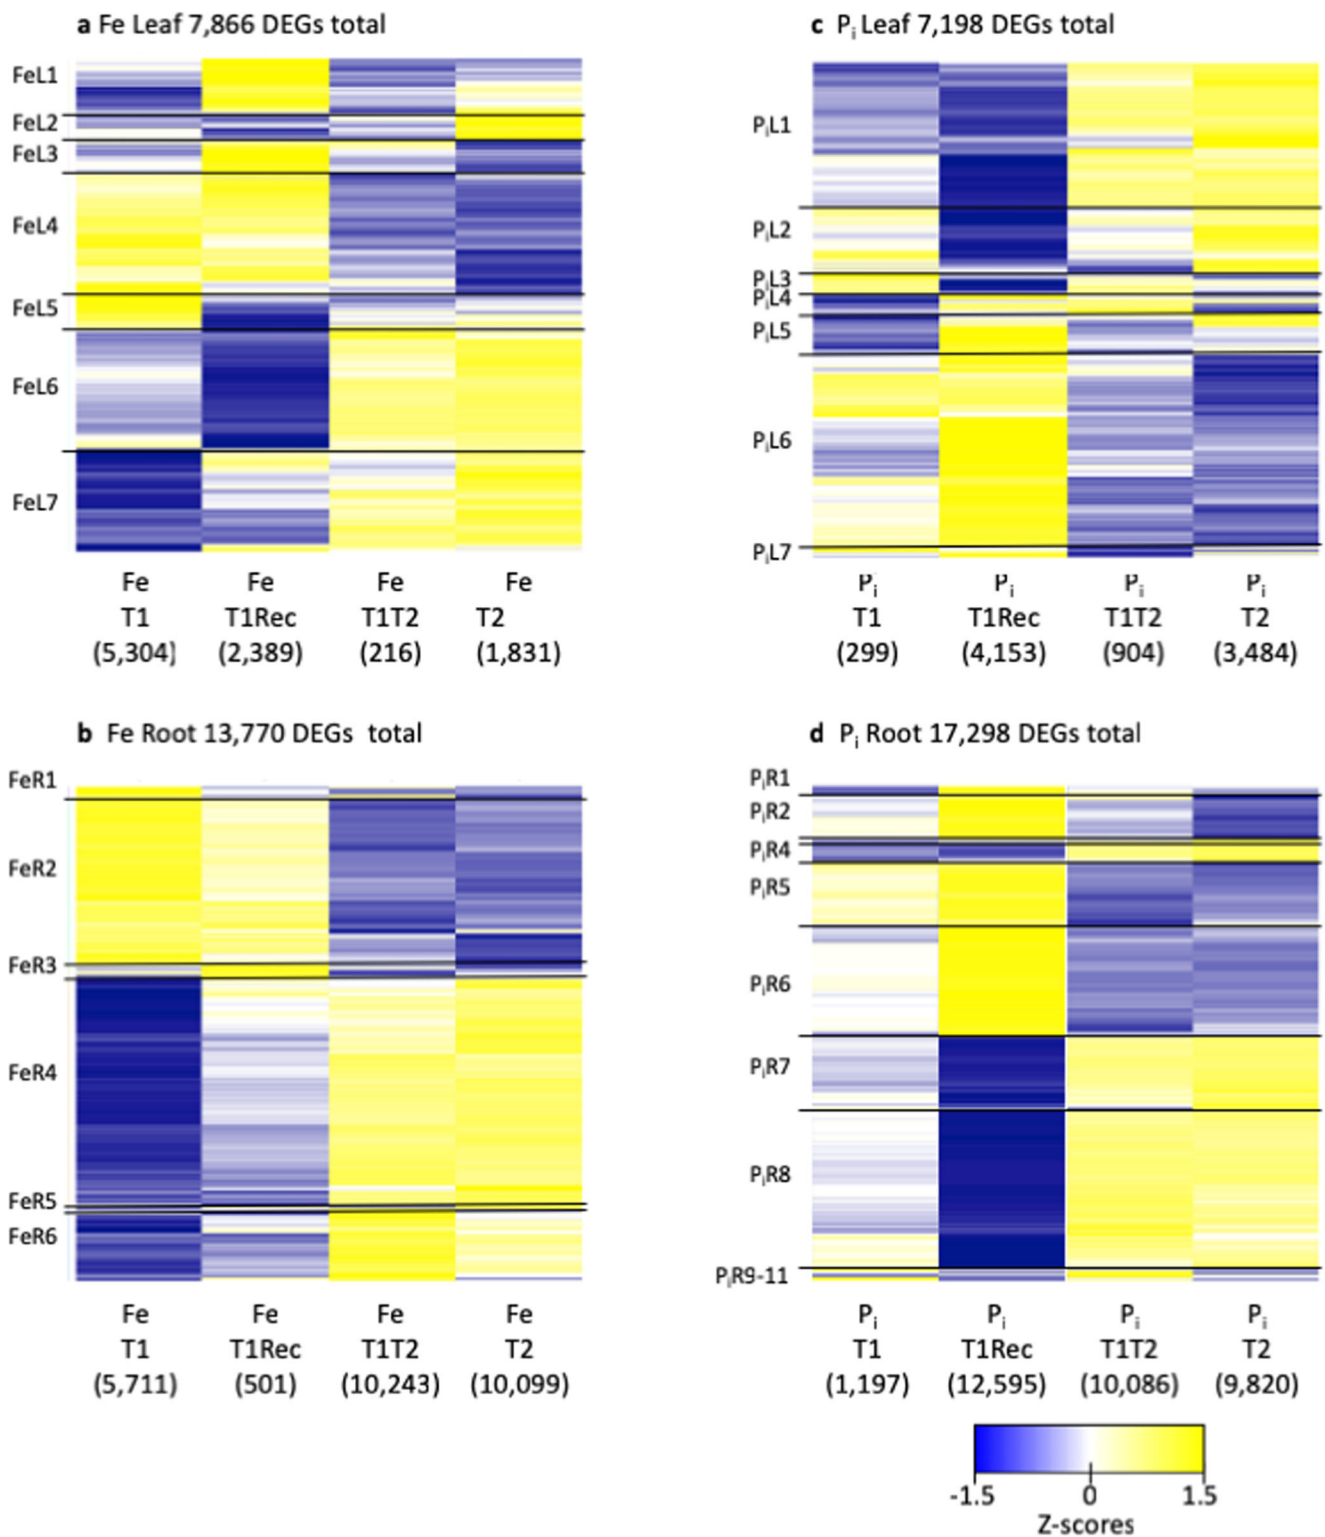 a Fe Leaf 7,866 DEGs total
FeL1
FeL2
FeL3
FeL4
FeL5
FeL6
FeL7
Fe Fe Fe Fe
T1 T1Rec T1T2 T2
(5,304) (2,389) (216) (1,831)
c Pi Leaf 7,198 DEGs total
PiL1
PiL2
PiL3
PiL4
PiL5
PiL6
PiL7
Pi Pi Pi Pi
T1 T1Rec T1T2 T2
(299) (4,153) (904) (3,484)
b Fe Root 13,770 DEGs total
FeR1
FeR2
FeR3
FeR4
FeR5
FeR6
Fe Fe Fe Fe
T1 T1Rec T1T2 T2
(5,711) (501) (10,243) (10,099)
d Pi Root 17,298 DEGs total
PiR1
PiR2
PiR4
PiR5
PiR6
PiR7
PiR8
PiR9-11
Pi Pi Pi Pi
T1 T1Rec T1T2 T2
(1,197) (12,595) (10,086) (9,820)
-1.5 0 1.5
Z-scores